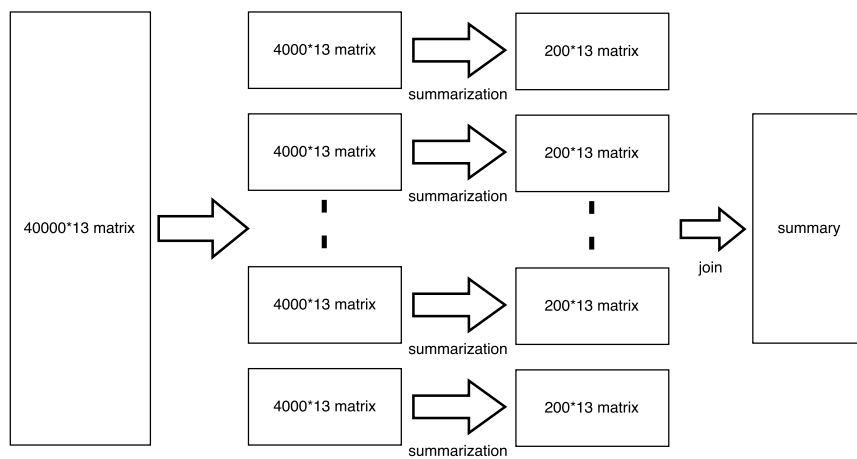 40000*13 matrix
4000*13 matrix
summarization
200*13 matrix
4000*13 matrix
summarization
200*13 matrix
4000*13 matrix
summarization
200*13 matrix
4000*13 matrix
summarization
200*13 matrix
join
summary